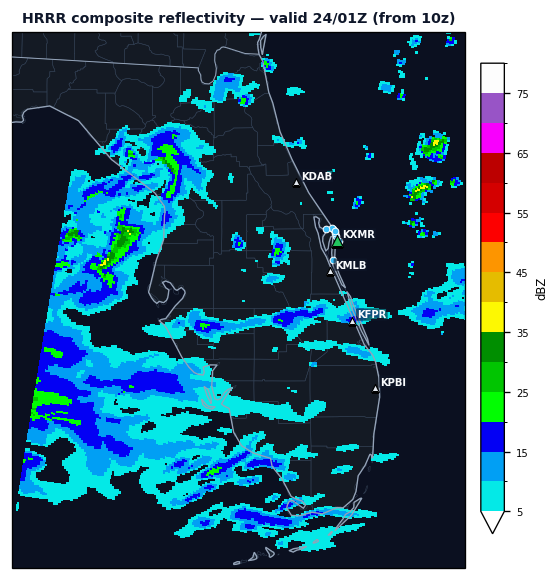 HRRR composite reflectivity — valid 24/01Z (from 10z)
KDAB
KXMR
KMLB
KFPR
KPBI
75
65
55
45
35
25
15
5
dBZ